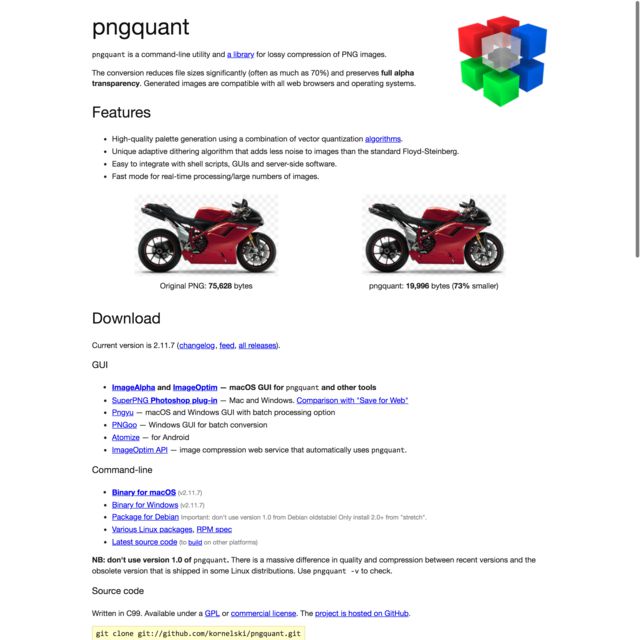 pngquant
pngquant is a command-line utility and a library for lossy compression of PNG images.
The conversion reduces file sizes significantly (often as much as 70%) and preserves full alpha
transparency. Generated images are compatible with all web browsers and operating systems.
Features
• High-quality palette generation using a combination of vector quantization algorithms.
• Unique adaptive dithering algorithm that adds less noise to images than the standard Floyd-Steinberg.
• Easy to integrate with shell scripts, GUIs and server-side software.
• Fast mode for real-time processing/large numbers of images.
Original PNG: 75,628 bytes
pngquant: 19,996 bytes (73% smaller)
Download
Current version is 2.11.7 (changelog, feed, all releases).
GUI
• ImageAlpha and ImageOptim — macOS GUI for pngquant and other tools
• SuperPNG Photoshop plug-in — Mac and Windows. Comparison with "Save for Web"
• Pngyu — macOS and Windows GUI with batch processing option
• PNGoo — Windows GUI for batch conversion
• Atomize — for Android
• ImageOptim API — image compression web service that automatically uses pngquant.
Command-line
• Binary for macOS (v2.11.7)
• Binary for Windows (v2.11.7)
• Package for Debian Important: don't use version 1.0 from Debian oldstable! Only install 2.0+ from "stretch".
• Various Linux packages, RPM spec
• Latest source code (to build on other platforms)
NB: don't use version 1.0 of pngquant. There is a massive difference in quality and compression between recent versions and the
obsolete version that is shipped in some Linux distributions. Use pngquant -v to check.
Source code
Written in C99. Available under a GPL or commercial license. The project is hosted on GitHub.
git clone git://github.com/kornelski/pngquant.git